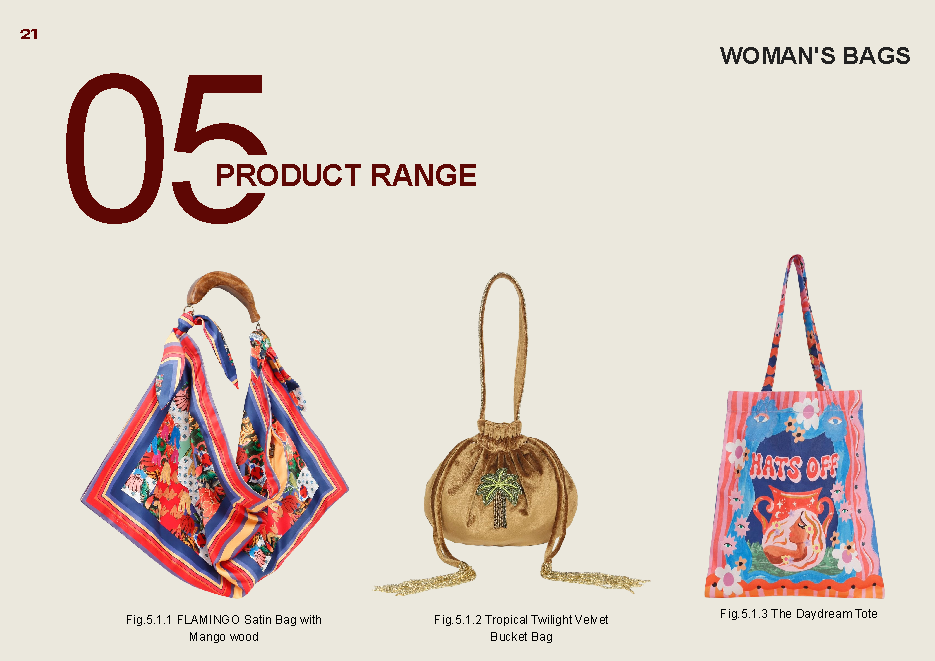 21
WOMAN'S BAGS
05
PRODUCT RANGE
HATS OFF
Fig.5.1.1 FLAMINGO Satin Bag with
Mango wood
Fig.5.1.2 Tropical Twilight Velvet
Bucket Bag
Fig.5.1.3 The Daydream Tote